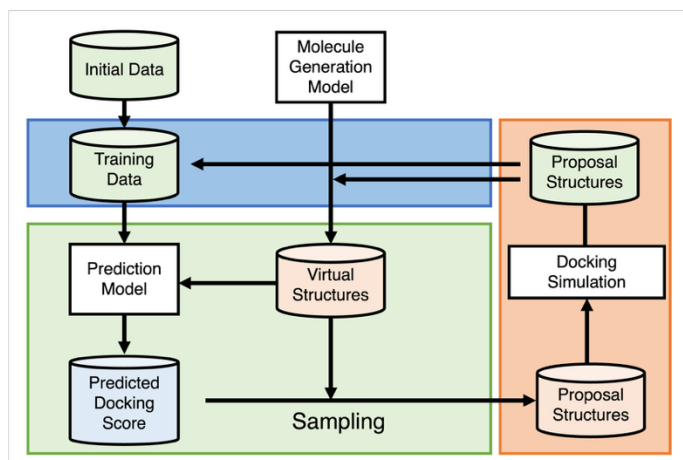 Initial Data
Molecule
Generation
Model
Training
Data
Proposal
Structures
Prediction
Model
Virtual
Structures
Docking
Simulation
Predicted
Docking
Score
Sampling
Proposal
Structures